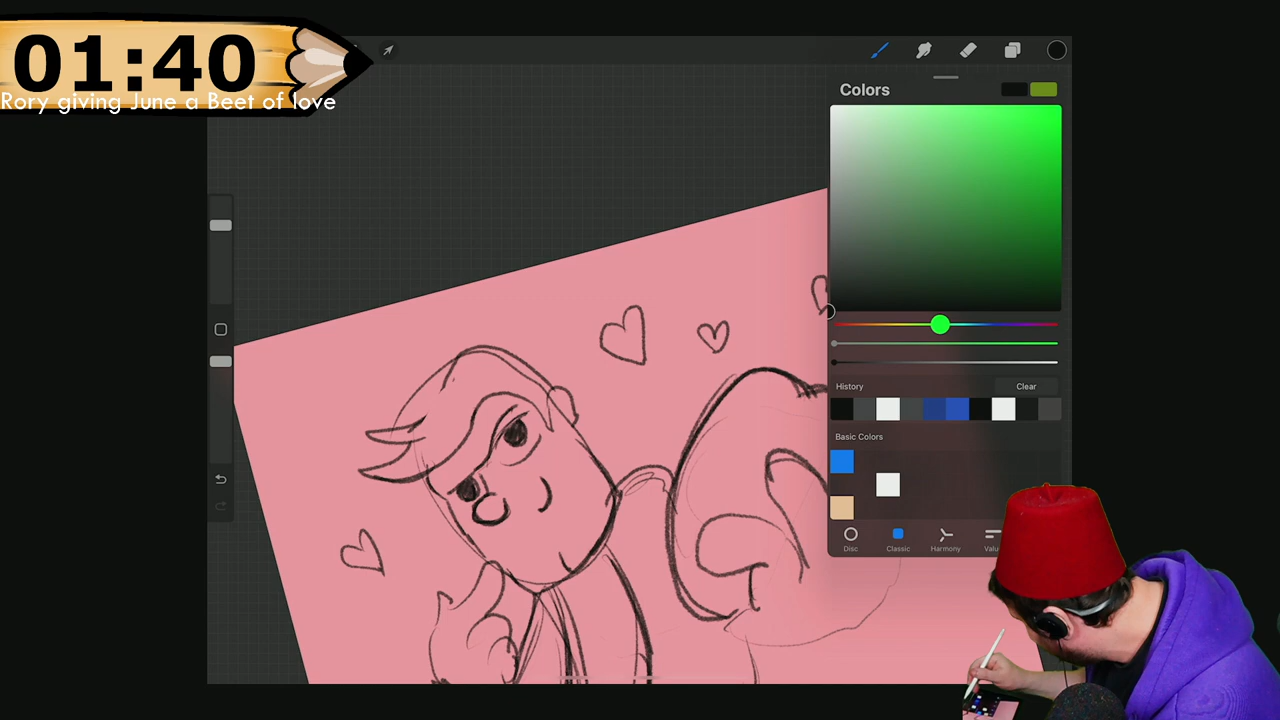 01:40
Rory giving June a Beet of love
Colors
History
Clear
Basic Colors
Disc
Classic
Harmony